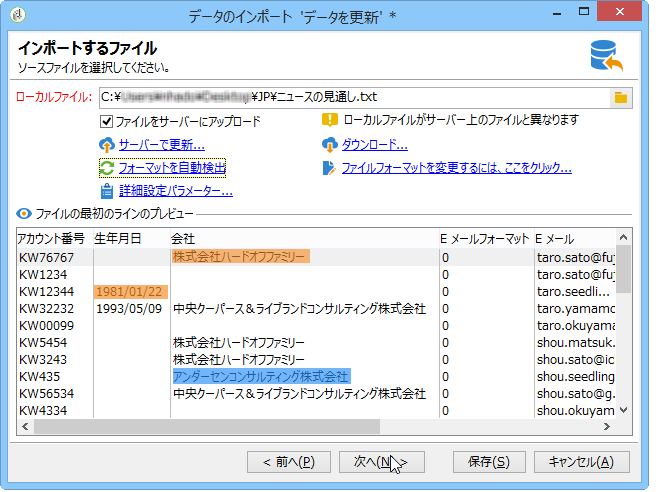 データのインポート 'データを更新' *
インポートするファイル
ソースファイルを選択してください。
ローカルファイル: C:¥ ¥JP¥ニュースの見通し.txt
ファイルをサーバーにアップロード
ローカルファイルがサーバー上のファイルと異なります
サーバーで更新...
ダウンロード...
フォーマットを自動検出
ファイルフォーマットを変更するには、ここをクリック...
詳細設定パラメーター...
ファイルの最初のラインのプレビュー
アカウント番号 生年月日 会社 E メールフォーマット E メール
KW76767 株式会社ハードオフファミリー 0 taro.sato@fuj
KW1234 0 taro.sato@fuj
KW12344 1981/01/22 0 taro.seedli...
KW32232 1993/05/09 中央クーパース＆ライブランドコンサルティング株式会社 0 taro.yamamo
KW00099 0 taro.okuyama
KW5454 株式会社ハードオフファミリー 0 shou.matsuk.
KW3243 株式会社ハードオフファミリー 0 shou.sato@ic
KW435 アンダーセンコンサルティング株式会社 0 shou.seedling
KW56534 中央クーパース＆ライブランドコンサルティング株式会社 0 shou.sato@g.
KW4334 0 shou.okuyam
< 前へ(P) 次へ(N) > 保存(S) キャンセル(A)